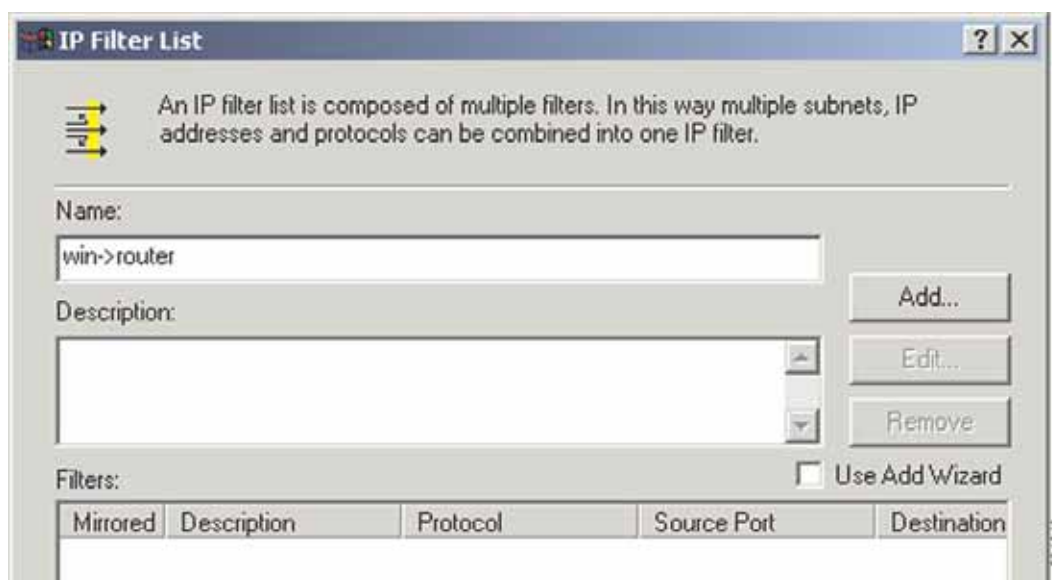 IP Filter List
An IP filter list is composed of multiple filters. In this way multiple subnets, IP
addresses and protocols can be combined into one IP filter.
Name:
win->router
Add...
Description:
Edit...
Remove
Filters:
Use Add Wizard
Mirrored Description Protocol Source Port Destination